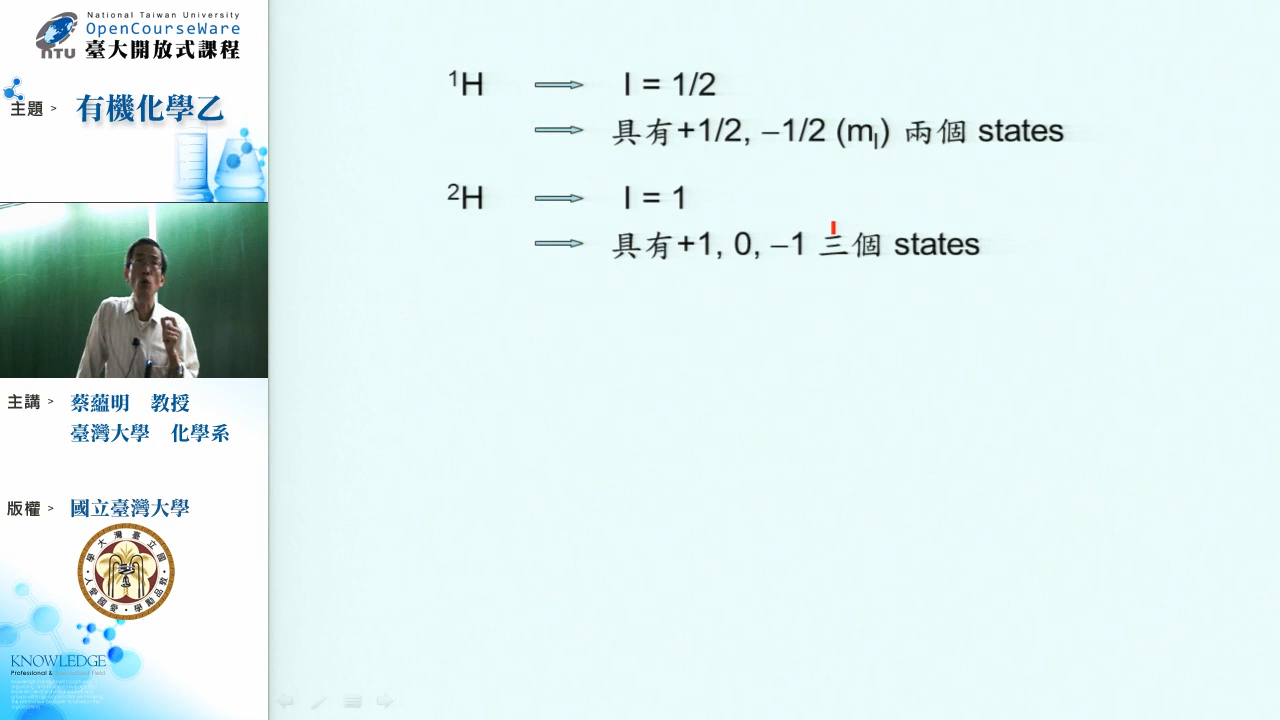 National Taiwan University
OpenCourseWare
NTU 臺大開放式課程
主題 > 有機化學乙
主講 > 蔡蘊明 教授
臺灣大學 化學系
版權 > 國立臺灣大學
KNOWLEDGE
¹H ⇒ I = 1/2
⇒ 具有+1/2, –1/2 (mI) 兩個 states
²H ⇒ I = 1
⇒ 具有+1, 0, –1 三個 states